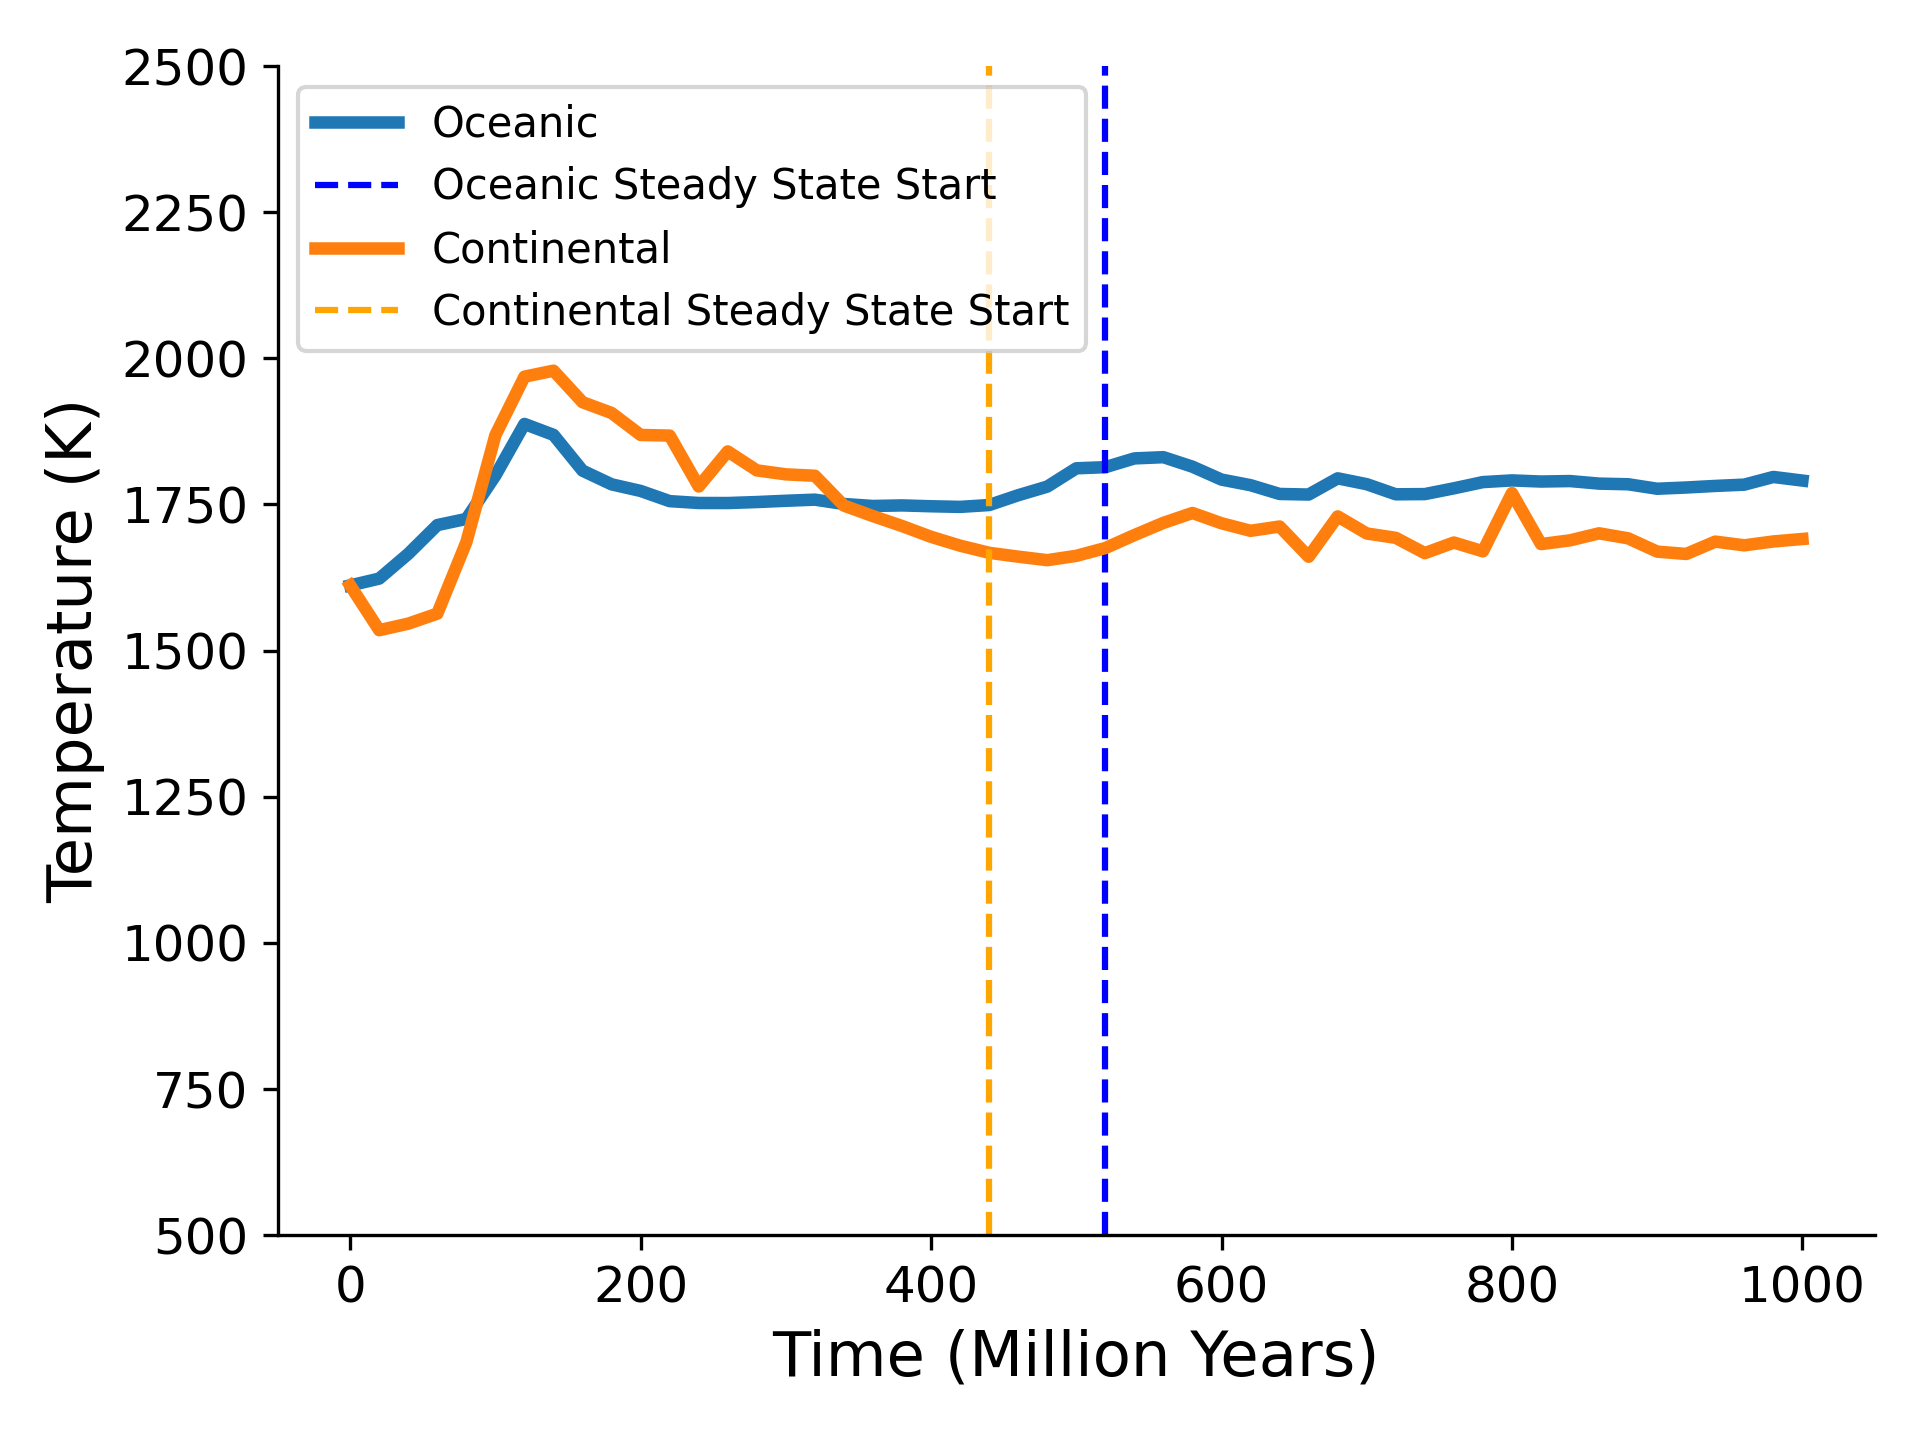 2500
2250
2000
1750
1500
1250
1000
750
500
Temperature (K)
Oceanic
Oceanic Steady State Start
Continental
Continental Steady State Start
0 200 400 600 800 1000
Time (Million Years)